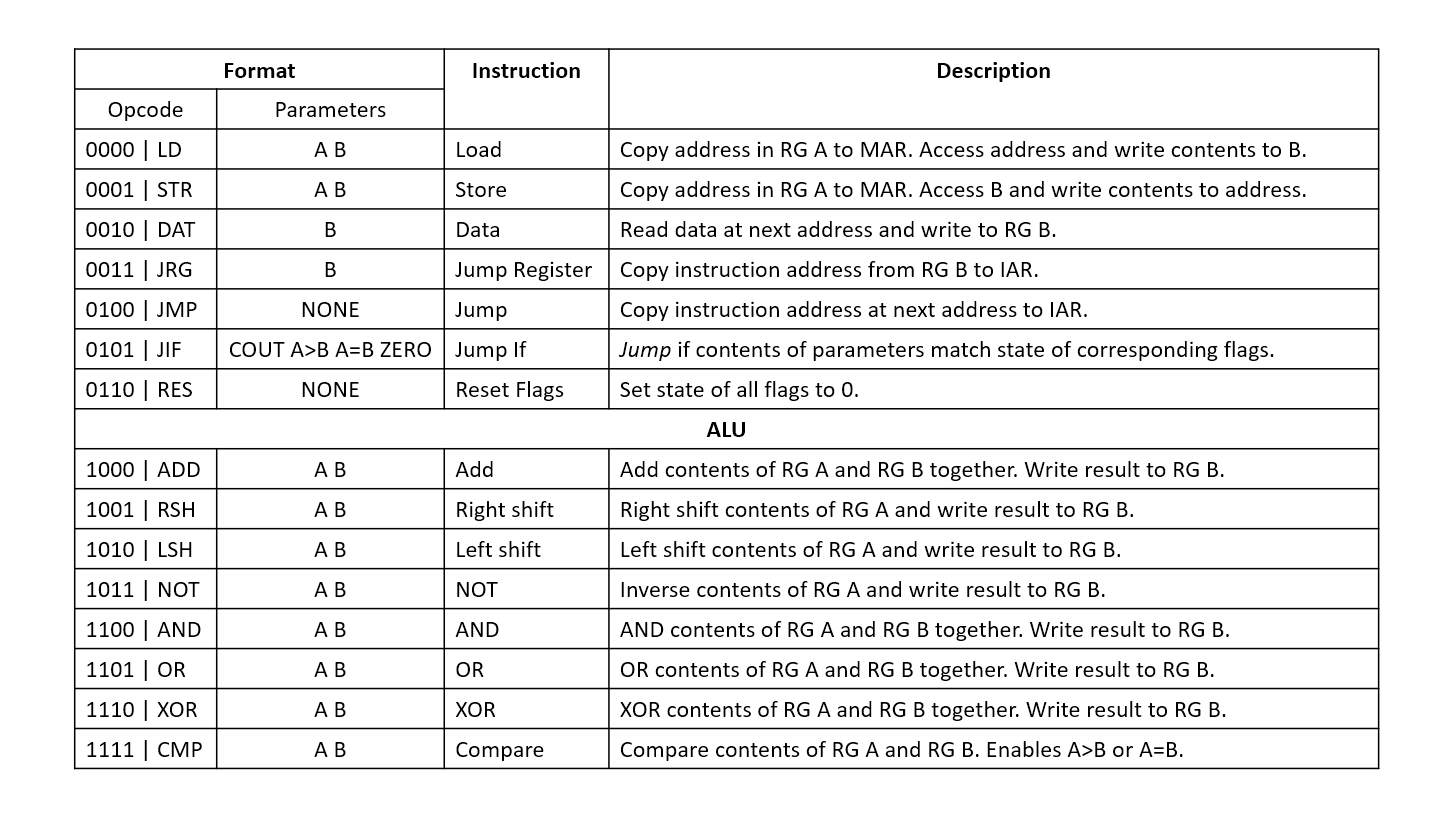 Format Instruction Description
Opcode Parameters
0000 | LD A B Load Copy address in RG A to MAR. Access address and write contents to B.
0001 | STR A B Store Copy address in RG A to MAR. Access B and write contents to address.
0010 | DAT B Data Read data at next address and write to RG B.
0011 | JRG B Jump Register Copy instruction address from RG B to IAR.
0100 | JMP NONE Jump Copy instruction address at next address to IAR.
0101 | JIF COUT A>B A=B ZERO Jump If Jump if contents of parameters match state of corresponding flags.
0110 | RES NONE Reset Flags Set state of all flags to 0.
ALU
1000 | ADD A B Add Add contents of RG A and RG B together. Write result to RG B.
1001 | RSH A B Right shift Right shift contents of RG A and write result to RG B.
1010 | LSH A B Left shift Left shift contents of RG A and write result to RG B.
1011 | NOT A B NOT Inverse contents of RG A and write result to RG B.
1100 | AND A B AND AND contents of RG A and RG B together. Write result to RG B.
1101 | OR A B OR OR contents of RG A and RG B together. Write result to RG B.
1110 | XOR A B XOR XOR contents of RG A and RG B together. Write result to RG B.
1111 | CMP A B Compare Compare contents of RG A and RG B. Enables A>B or A=B.